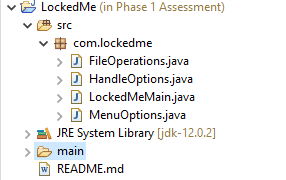 LockedMe (in Phase 1 Assessment)
src
com.lockedme
FileOperations.java
HandleOptions.java
LockedMeMain.java
MenuOptions.java
JRE System Library [jdk-12.0.2]
main
README.md